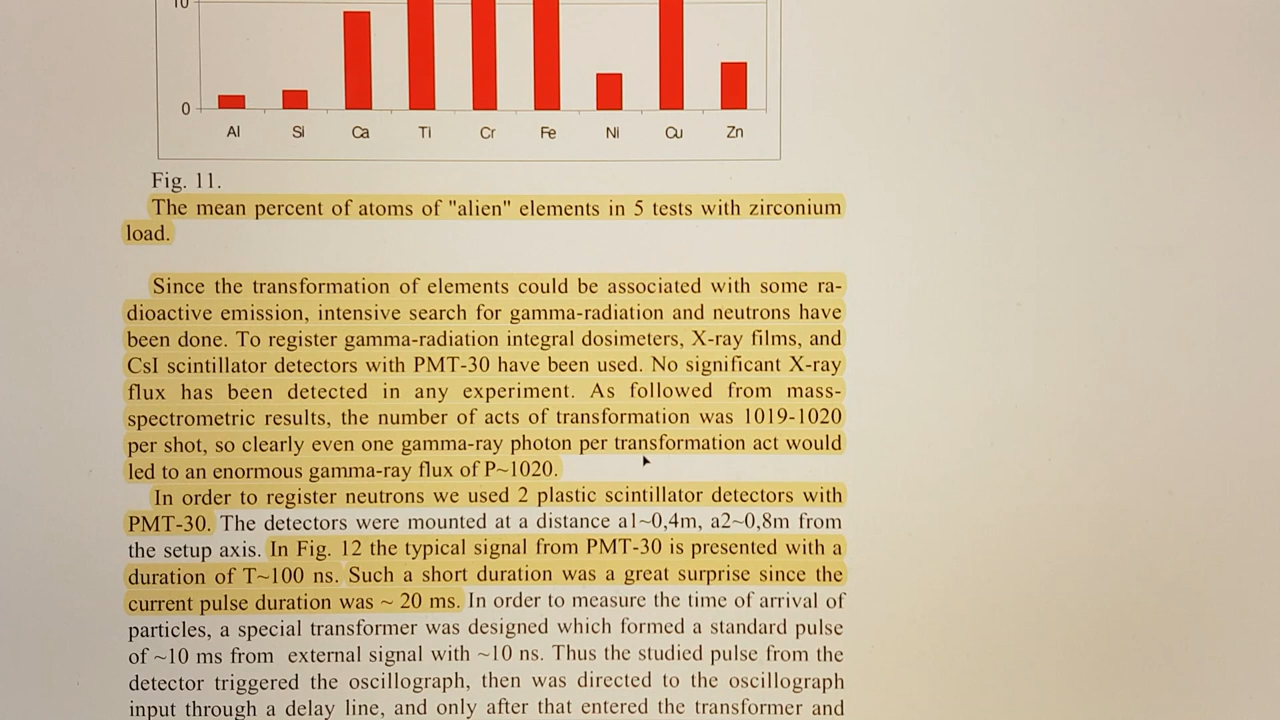 10
0
Al Si Ca Ti Cr Fe Ni Cu Zn
Fig. 11.
The mean percent of atoms of "alien" elements in 5 tests with zirconium
load.
Since the transformation of elements could be associated with some ra-
dioactive emission, intensive search for gamma-radiation and neutrons have
been done. To register gamma-radiation integral dosimeters, X-ray films, and
CsI scintillator detectors with PMT-30 have been used. No significant X-ray
flux has been detected in any experiment. As followed from mass-
spectrometric results, the number of acts of transformation was 1019-1020
per shot, so clearly even one gamma-ray photon per transformation act would
led to an enormous gamma-ray flux of P~1020.
In order to register neutrons we used 2 plastic scintillator detectors with
PMT-30. The detectors were mounted at a distance a1~0,4m, a2~0,8m from
the setup axis. In Fig. 12 the typical signal from PMT-30 is presented with a
duration of T~100 ns. Such a short duration was a great surprise since the
current pulse duration was ~ 20 ms. In order to measure the time of arrival of
particles, a special transformer was designed which formed a standard pulse
of ~10 ms from external signal with ~10 ns. Thus the studied pulse from the
detector triggered the oscillograph, then was directed to the oscillograph
input through a delay line, and only after that entered the transformer and